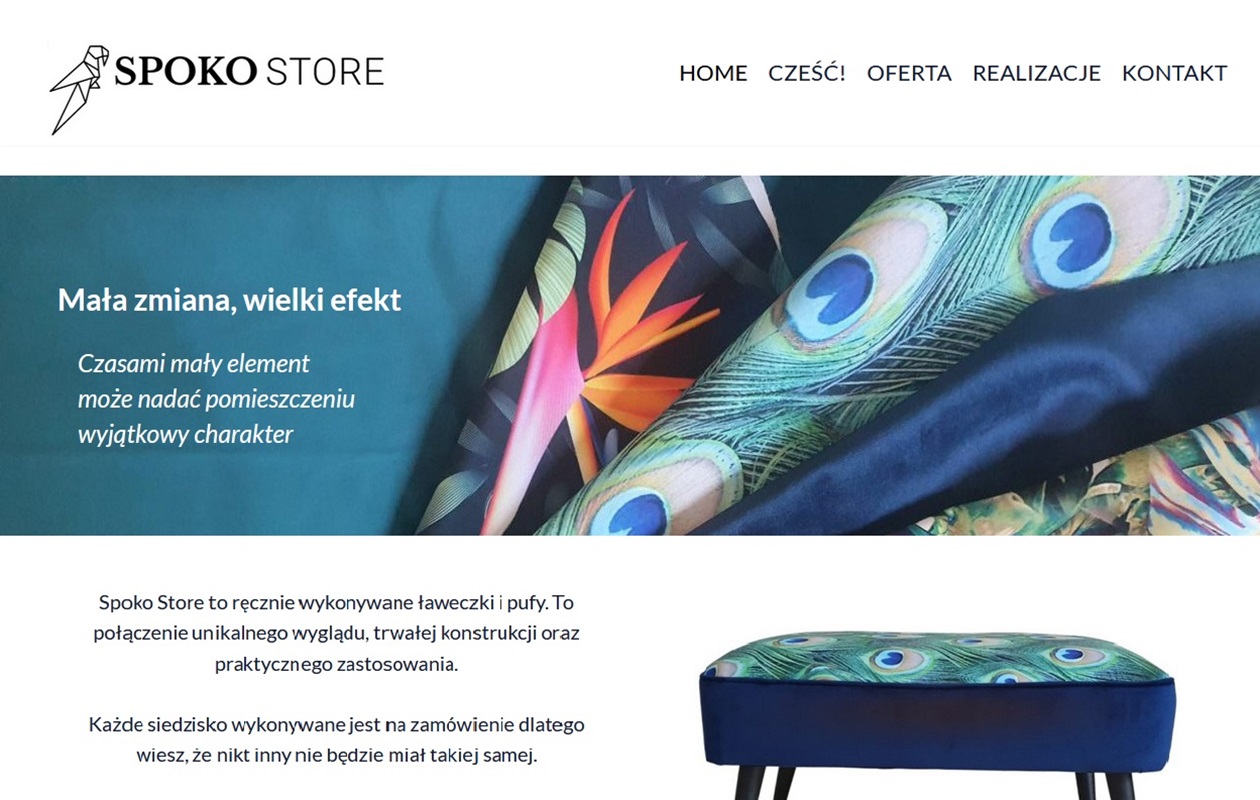 SPOKO STORE
HOME CZEŚĆ! OFERTA REALIZACJE KONTAKT
Mała zmiana, wielki efekt
Czasami mały element
może nadać pomieszczeniu
wyjątkowy charakter
Spoko Store to ręcznie wykonywane ławeczki i pufy. To
połączenie unikalnego wyglądu, trwałej konstrukcji oraz
praktycznego zastosowania.
Każde siedzisko wykonywane jest na zamówienie dlatego
wiesz, że nikt inny nie będzie miał takiej samej.